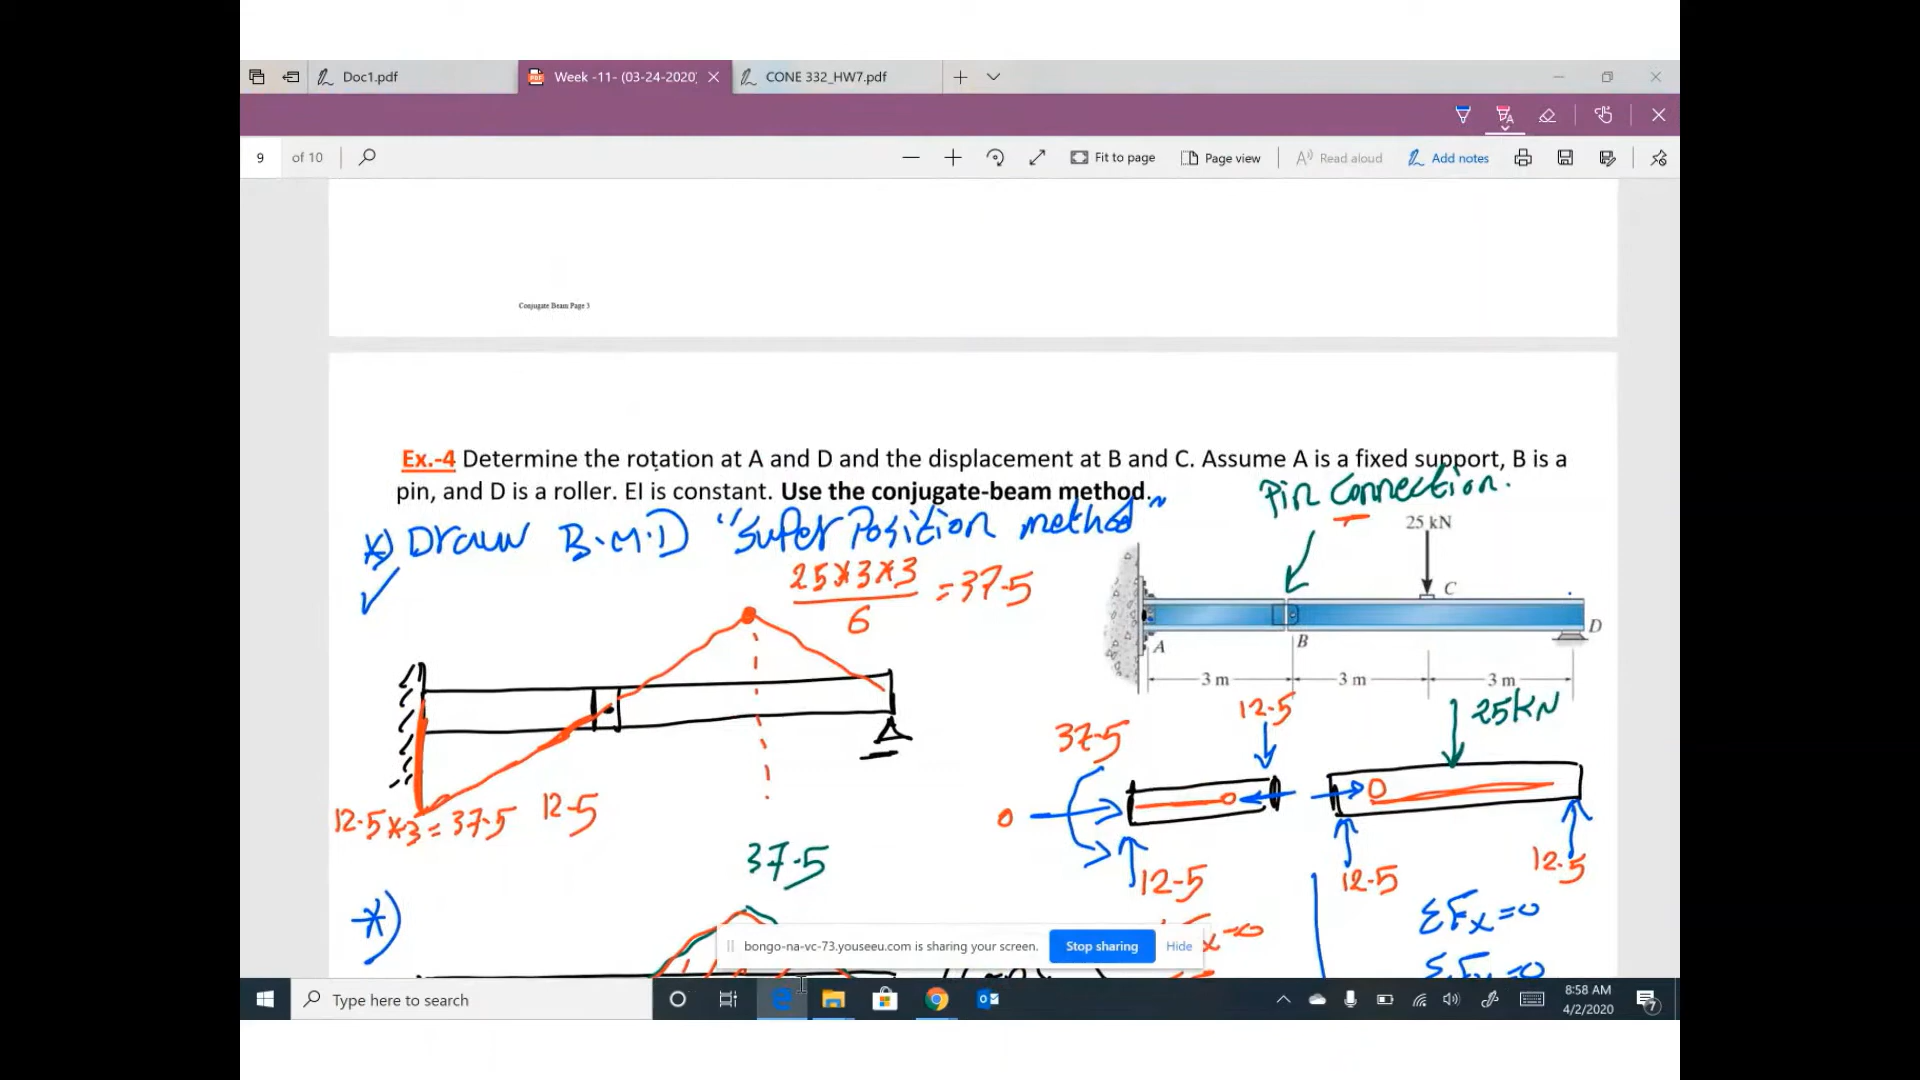 Doc1.pdf
Week -11- (03-24-2020)
CONE 332_HW7.pdf
9 of 10
Fit to page
Page view
Read aloud
Add notes
Conjugate Beam Page 3
Ex.-4 Determine the rotation at A and D and the displacement at B and C. Assume A is a fixed support, B is a
pin, and D is a roller. EI is constant. Use the conjugate-beam method.
Pin Connection.
*) Draw B.M.D "Super Position method"
25 kN
25*3*3
6
=37.5
C
A
B
D
3 m
3 m
3 m
12.5
25KN
37.5
12.5*3=37.5
12.5
0
12.5
12.5
12.5
37.5
*)
x=0
ΣFx=0
bongo-na-vc-73.youseeu.com is sharing your screen.
Stop sharing
Hide
Type here to search
8:58 AM
4/2/2020
7